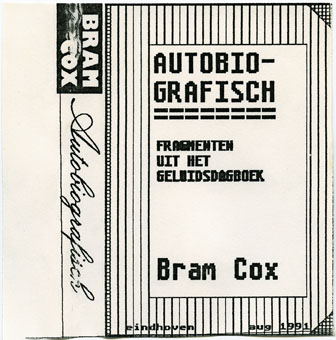 BRAM
COX
Autobiografisch
AUTOBIO-
GRAFISCH
FRAGMENTEN
UIT HET
GELUIDSDAGBOEK
Bram Cox
eindhoven aug 1991